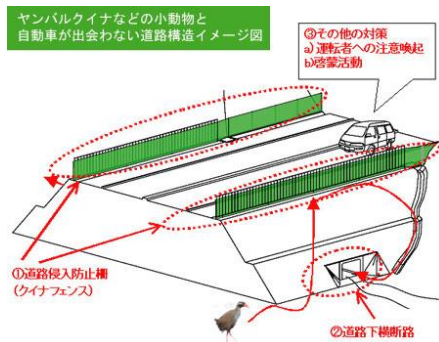 ヤンバルクイナなどの小動物と
自動車が出会わない道路構造イメージ図
③その他の対策
a) 運転者への注意喚起
b)啓蒙活動
①道路侵入防止柵
(クイナフェンス)
②道路下横断路